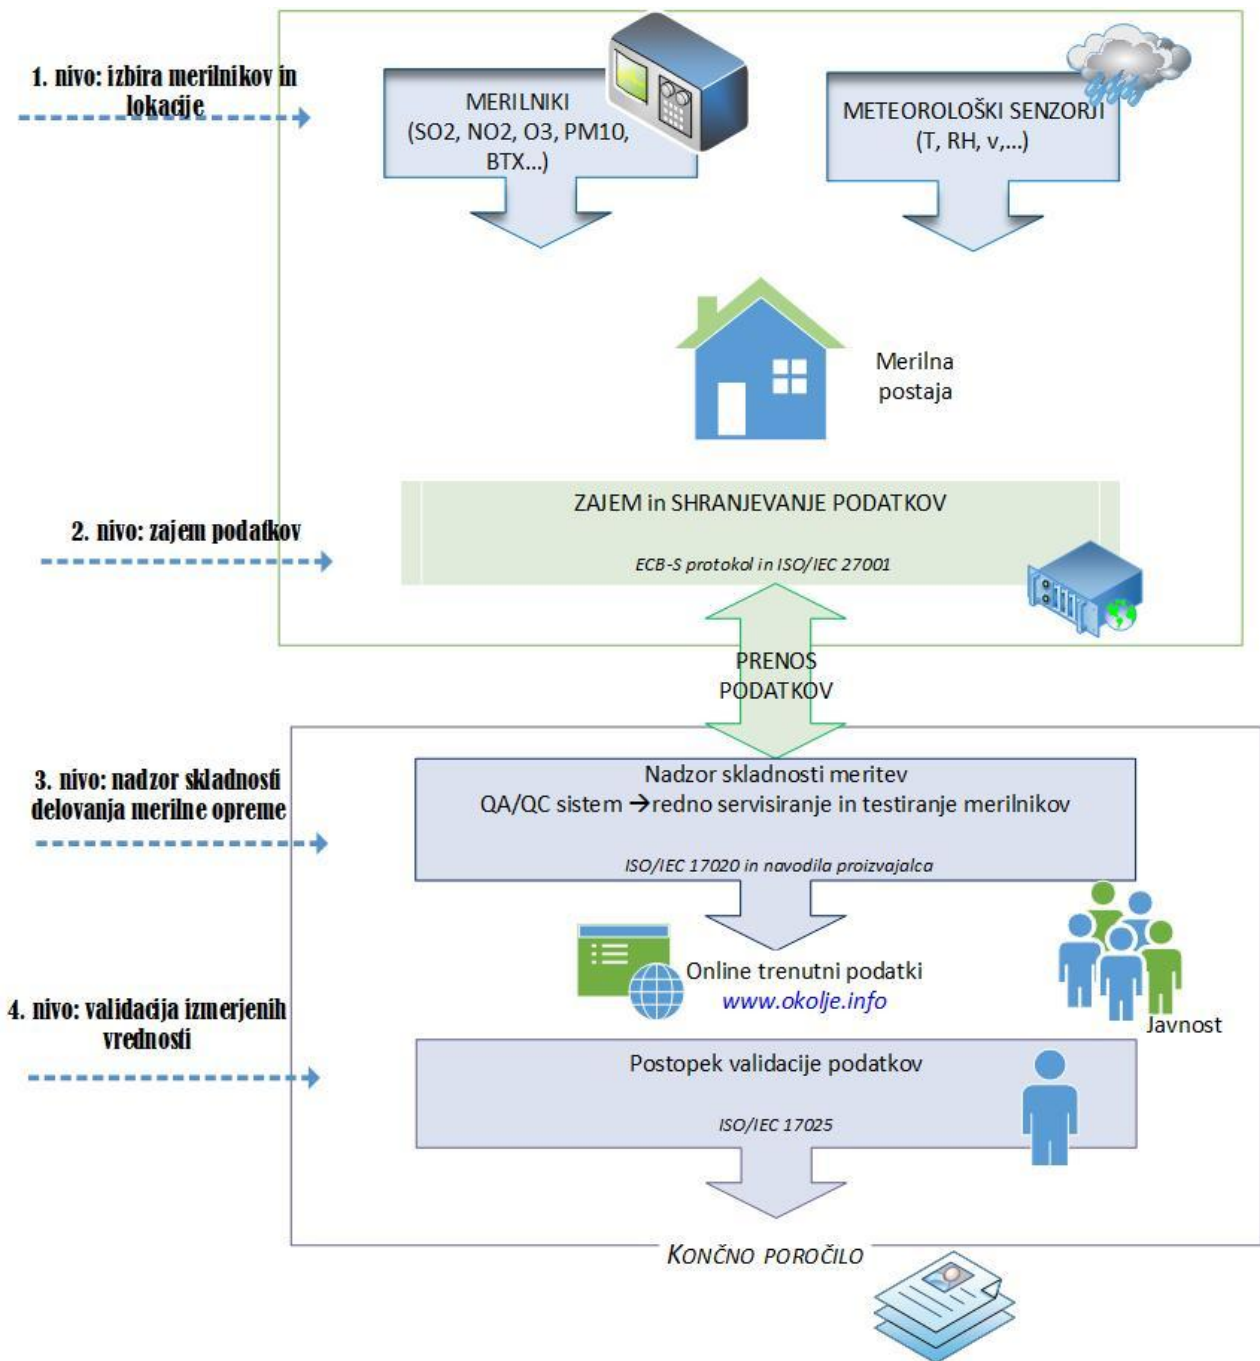 1. nivo: izbira merilnikov in
lokacije
MERILNIKI
(SO2, NO2, O3, PM10,
BTX...)
METEOROLOŠKI SENZORJI
(T, RH, v,...)
Merilna
postaja
2. nivo: zajem podatkov
ZAJEM in SHRANJEVANJE PODATKOV
ECB-S protokol in ISO/IEC 27001
PRENOS
PODATKOV
3. nivo: nadzor skladnosti
delovanja merilne opreme
Nadzor skladnosti meritev
QA/QC sistem →redno servisiranje in testiranje merilnikov
ISO/IEC 17020 in navodila proizvajalca
Online trenutni podatki
www.okolje.info
Javnost
4. nivo: validacija izmerjenih
vrednosti
Postopek validacije podatkov
ISO/IEC 17025
KONČNO POROČILO